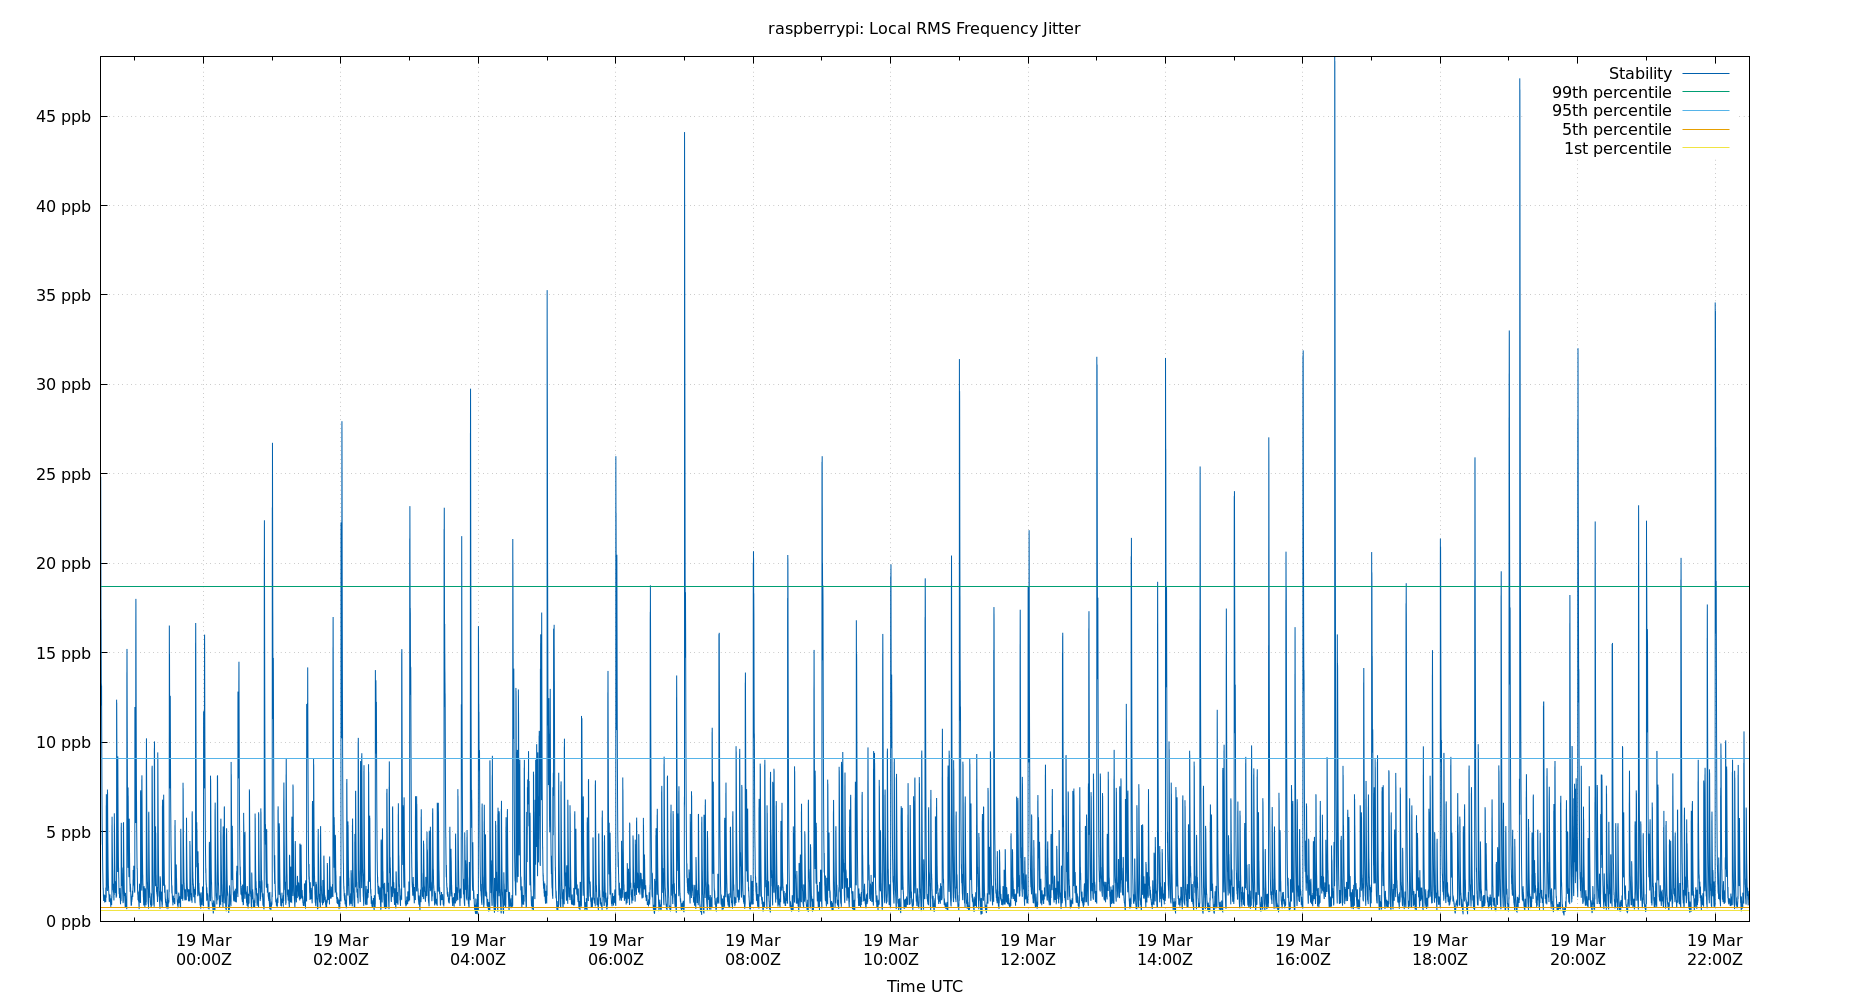 raspberrypi: Local RMS Frequency Jitter
Stability
99th percentile
95th percentile
5th percentile
1st percentile
45 ppb
40 ppb
35 ppb
30 ppb
25 ppb
20 ppb
15 ppb
10 ppb
5 ppb
0 ppb
19 Mar 19 Mar 19 Mar 19 Mar 19 Mar 19 Mar 19 Mar 19 Mar 19 Mar 19 Mar 19 Mar 19 Mar
00:00Z 02:00Z 04:00Z 06:00Z 08:00Z 10:00Z 12:00Z 14:00Z 16:00Z 18:00Z 20:00Z 22:00Z
Time UTC